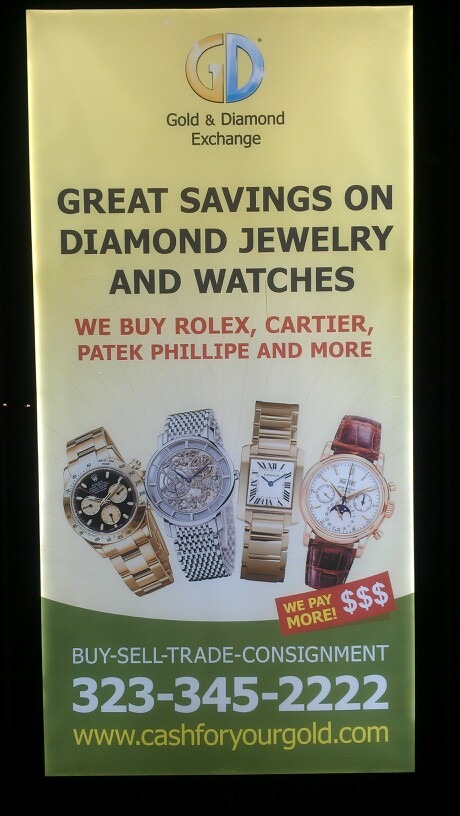 GD
Gold & Diamond
Exchange
GREAT SAVINGS ON
DIAMOND JEWELRY
AND WATCHES
WE BUY ROLEX, CARTIER,
PATEK PHILLIPE AND MORE
WE PAY
MORE! $$$
BUY-SELL-TRADE-CONSIGNMENT
323-345-2222
www.cashforyourgold.com